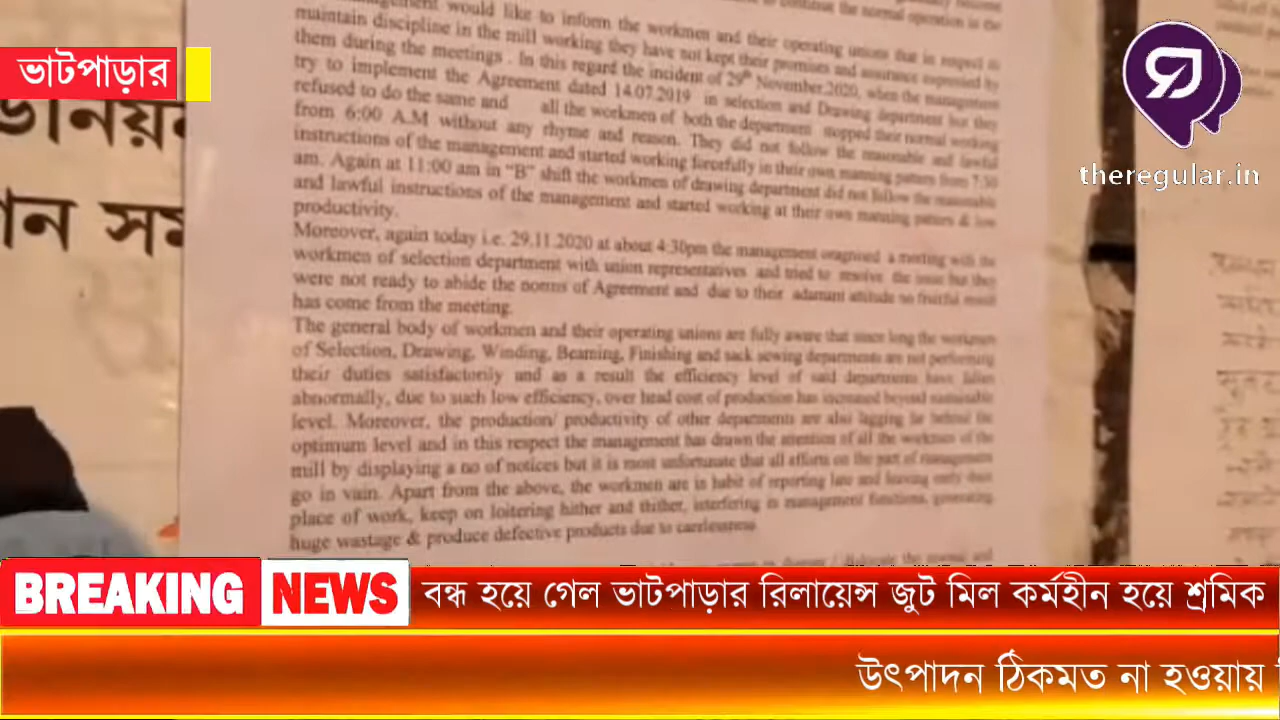 ভাটপাড়ার
theregular.in
management would like to inform the workmen and their operating unions that in respect to
maintain discipline in the mill working they have not kept their promises and assurance expressed by
them during the meetings . In this regard the incident of 29th November.2020, when the management
try to implement the Agreement dated 14.07.2019 in selection and Drawing department but they
refused to do the same and all the workmen of both the department stopped their normal working
from 6:00 A.M without any rhyme and reason. They did not follow the reasonable and lawful
instructions of the management and started working forcefully in their own manning pattern from 7:30
am. Again at 11:00 am in "B" shift the workmen of drawing department did not follow the reasonable
and lawful instructions of the management and started working at their own manning pattern & low
productivity.
Moreover, again today i.e. 29.11.2020 at about 4:30pm the management oragnised a meeting with the
workmen of selection department with union representatives and tried to resolve the issue but they
were not ready to abide the norms of Agreement and due to their adamant attitude no fruitful result
has come from the meeting.
The general body of workmen and their operating unions are fully aware that since long the workmen
of Selection, Drawing, Winding, Beaming, Finishing and sack sewing departments are not performing
their duties satisfactorily and as a result the efficiency level of said departments have fallen
abnormally, due to such low efficiency, over head cost of production has increased beyond sustainable
level. Moreover, the production/ productivity of other departments are also lagging far behind the
optimum level and in this respect the management has drawn the attention of all the workmen of the
mill by displaying a no of notices but it is most unfortunate that all efforts on the part of management
go in vain. Apart from the above, the workmen are in habit of reporting late and leaving early their
place of work, keep on loitering hither and thither, interfering in management functions, generating
huge wastage & produce defective products due to carelessness
BREAKING NEWS
বন্ধ হয়ে গেল ভাটপাড়ার রিলায়েন্স জুট মিল কর্মহীন হয়ে শ্রমিক
উৎপাদন ঠিকমত না হওয়ায়